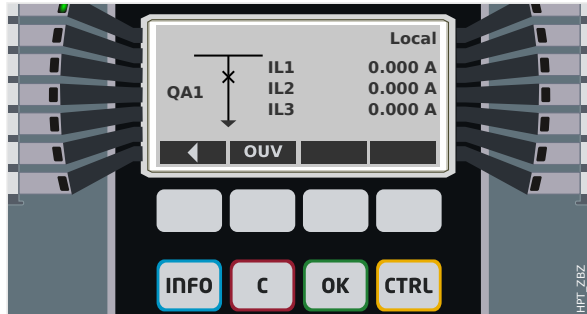 Local
IL1 0.000 A
QA1 IL2 0.000 A
IL3 0.000 A
OUV
INFO C OK CTRL
HPT_ZBZ